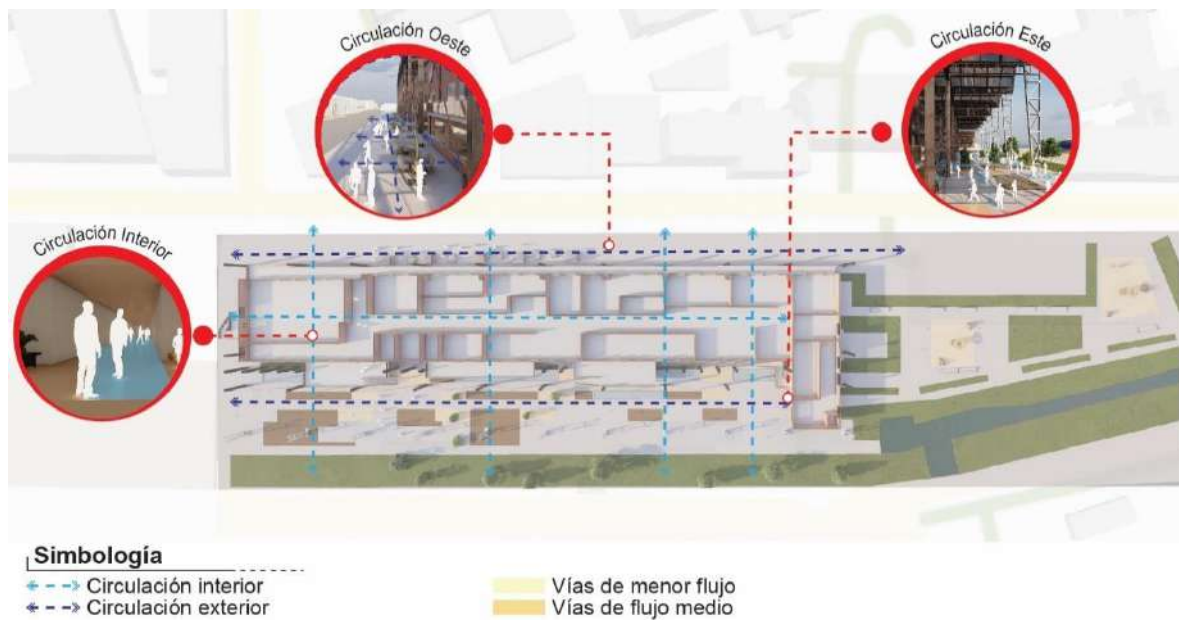 Circulación Oeste
Circulación Este
Circulación Interior
Simbología
Circulación interior
Circulación exterior
Vías de menor flujo
Vías de flujo medio